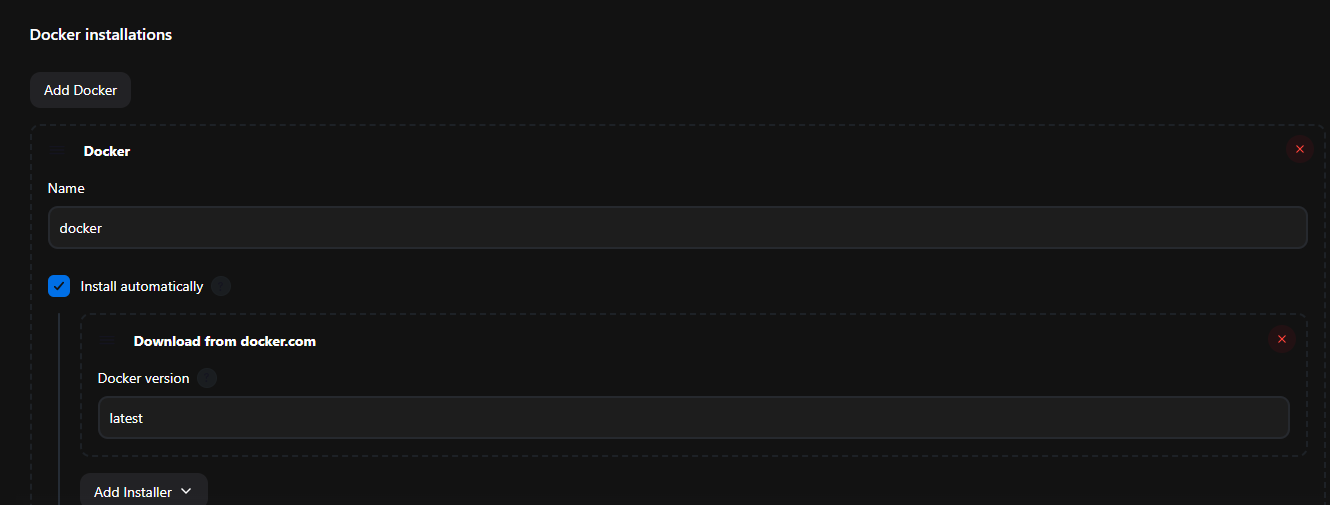 Docker installations
Add Docker
Docker
Name
docker
Install automatically
Download from docker.com
Docker version
latest
Add Installer